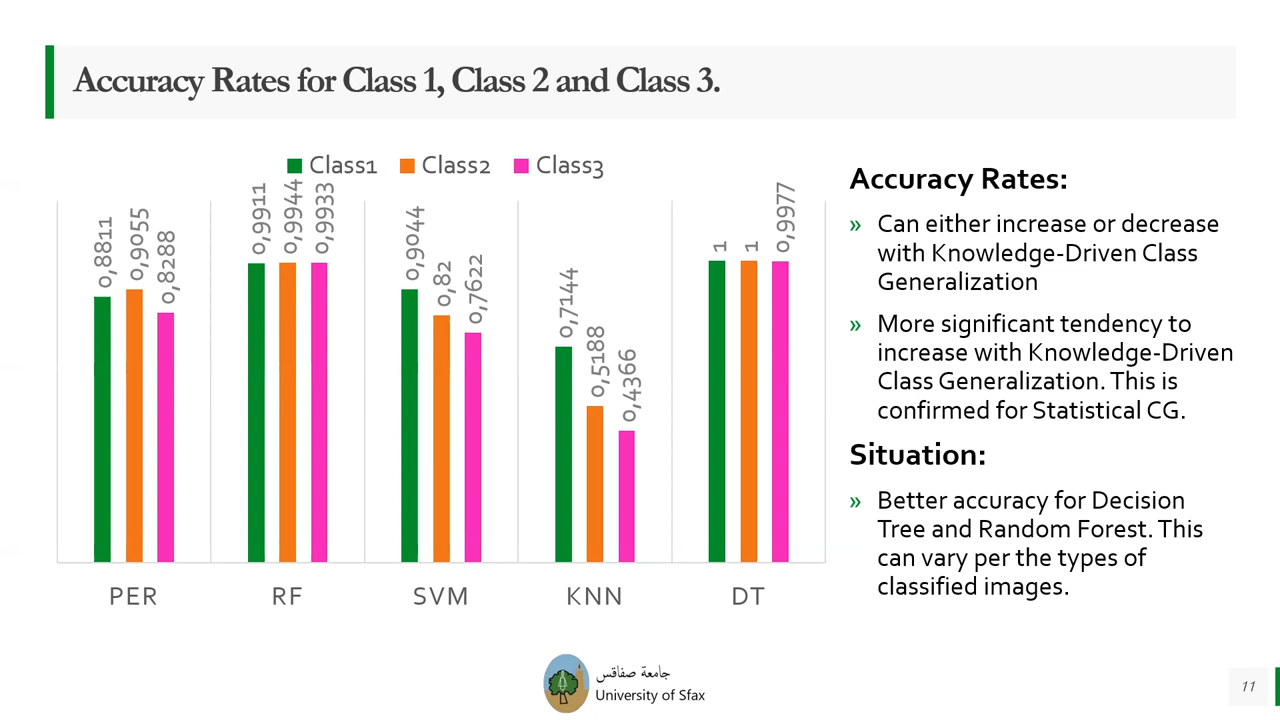 Accuracy Rates for Class 1, Class 2 and Class 3.
Class1 Class2 Class3
0,8811
0,9055
0,8288
0,9911
0,9944
0,9933
0,9044
0,82
0,7622
0,7144
0,5188
0,4366
1
1
0,9977
PER RF SVM KNN DT
Accuracy Rates:
» Can either increase or decrease
with Knowledge-Driven Class
Generalization
» More significant tendency to
increase with Knowledge-Driven
Class Generalization. This is
confirmed for Statistical CG.
Situation:
» Better accuracy for Decision
Tree and Random Forest. This
can vary per the types of
classified images.
جامعة صفاقس
University of Sfax
11